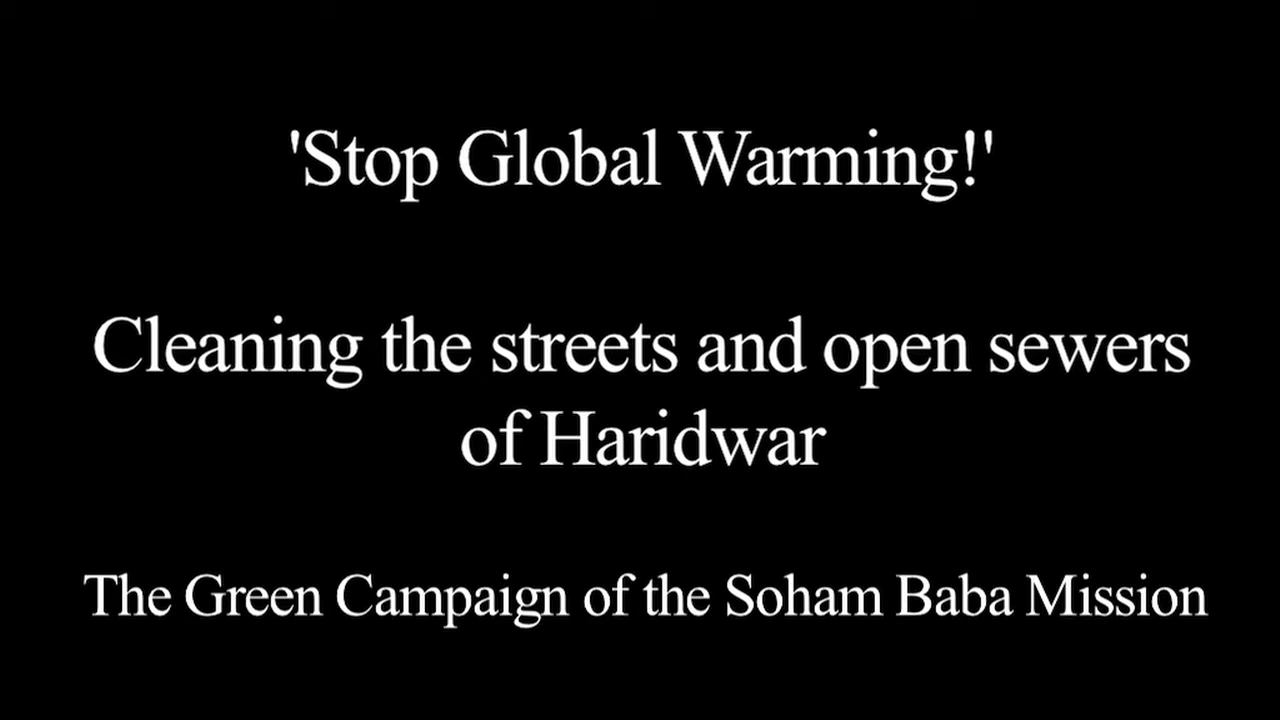 'Stop Global Warming!'
Cleaning the streets and open sewers
of Haridwar
The Green Campaign of the Soham Baba Mission